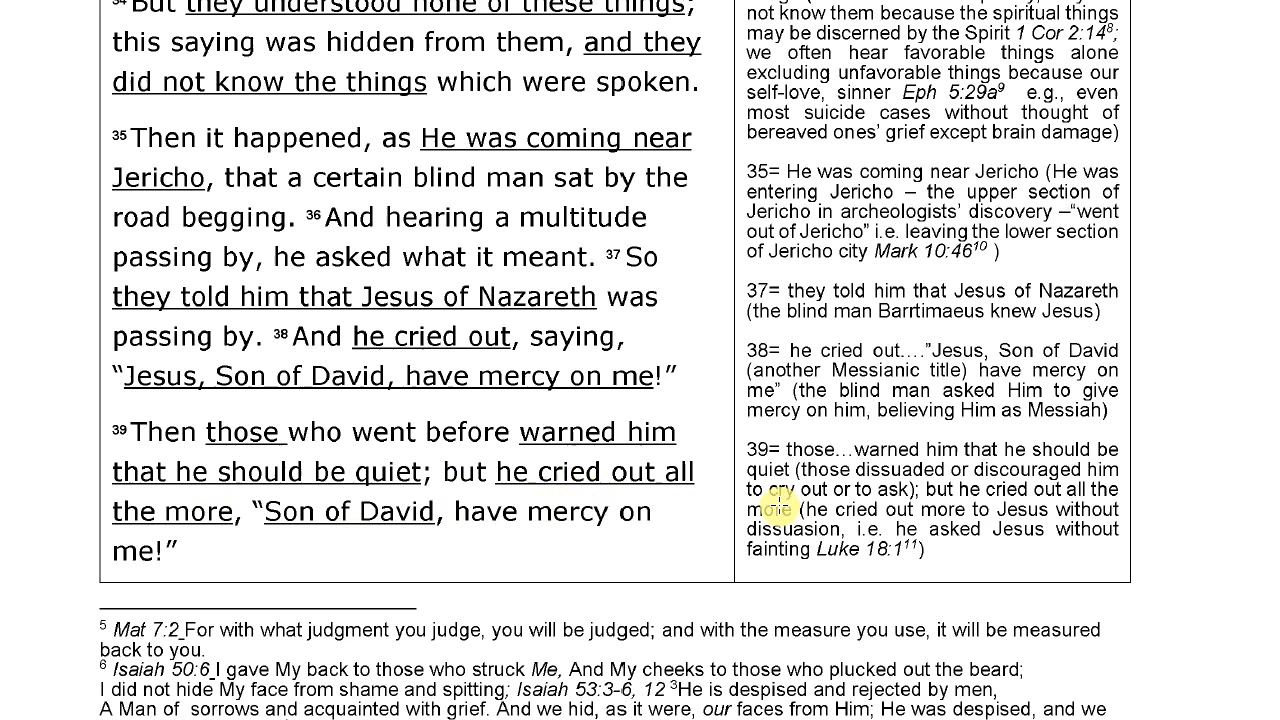 34 But they understood none of these things;
this saying was hidden from them, and they
did not know the things which were spoken.
35 Then it happened, as He was coming near
Jericho, that a certain blind man sat by the
road begging. 36 And hearing a multitude
passing by, he asked what it meant. 37 So
they told him that Jesus of Nazareth was
passing by. 38 And he cried out, saying,
“Jesus, Son of David, have mercy on me!”
39 Then those who went before warned him
that he should be quiet; but he cried out all
the more, “Son of David, have mercy on
me!”
not know them because the spiritual things
may be discerned by the Spirit 1 Cor 2:14⁸;
we often hear favorable things alone
excluding unfavorable things because our
self-love, sinner Eph 5:29a⁹ e.g., even
most suicide cases without thought of
bereaved ones’ grief except brain damage)
35= He was coming near Jericho (He was
entering Jericho – the upper section of
Jericho in archeologists’ discovery –“went
out of Jericho” i.e. leaving the lower section
of Jericho city Mark 10:46¹⁰ )
37= they told him that Jesus of Nazareth
(the blind man Barrtimaeus knew Jesus)
38= he cried out….”Jesus, Son of David
(another Messianic title) have mercy on
me” (the blind man asked Him to give
mercy on him, believing Him as Messiah)
39= those…warned him that he should be
quiet (those dissuaded or discouraged him
to cry out or to ask); but he cried out all the
more (he cried out more to Jesus without
dissuasion, i.e. he asked Jesus without
fainting Luke 18:1¹¹)
⁵ Mat 7:2 For with what judgment you judge, you will be judged; and with the measure you use, it will be measured
back to you.
⁶ Isaiah 50:6 I gave My back to those who struck Me, And My cheeks to those who plucked out the beard;
I did not hide My face from shame and spitting; Isaiah 53:3-6, 12 ³He is despised and rejected by men,
A Man of sorrows and acquainted with grief. And we hid, as it were, our faces from Him; He was despised, and we